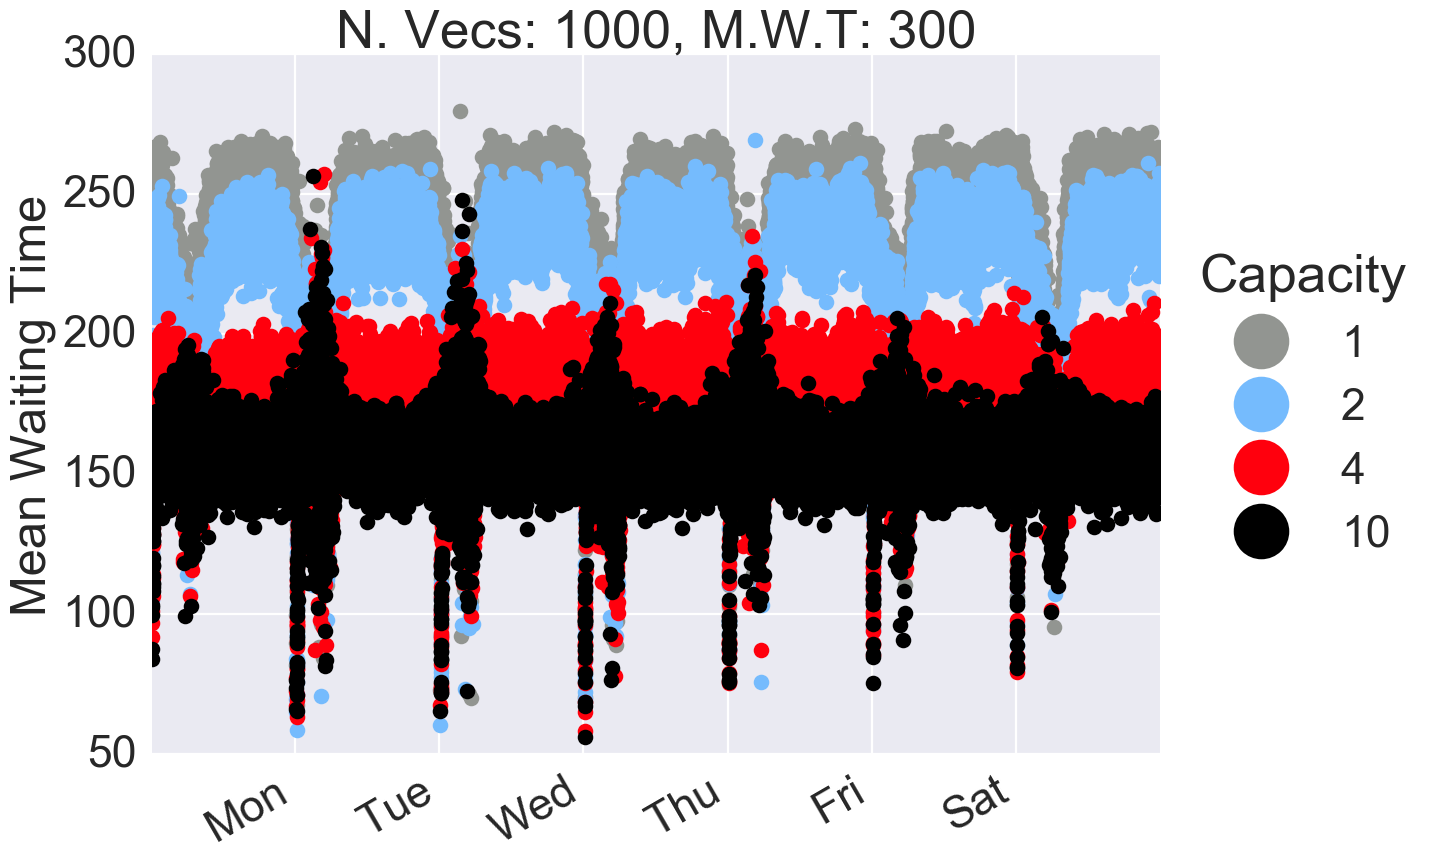 N. Vecs: 1000, M.W.T: 300
Mean Waiting Time
300
250
200
150
100
50
Mon
Tue
Wed
Thu
Fri
Sat
Capacity
1
2
4
10